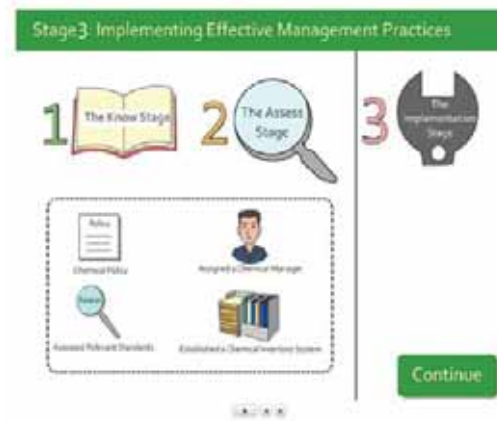 Stage3: Implementing Effective Management Practices
1
The Know Stage
2
The Assess
Stage
3
The
Implementation
Stage
Policy
Chemical Policy
Assigned a Chemical Manager
Assessed Relevant Standards
Established a Chemical Inventory System
Continue